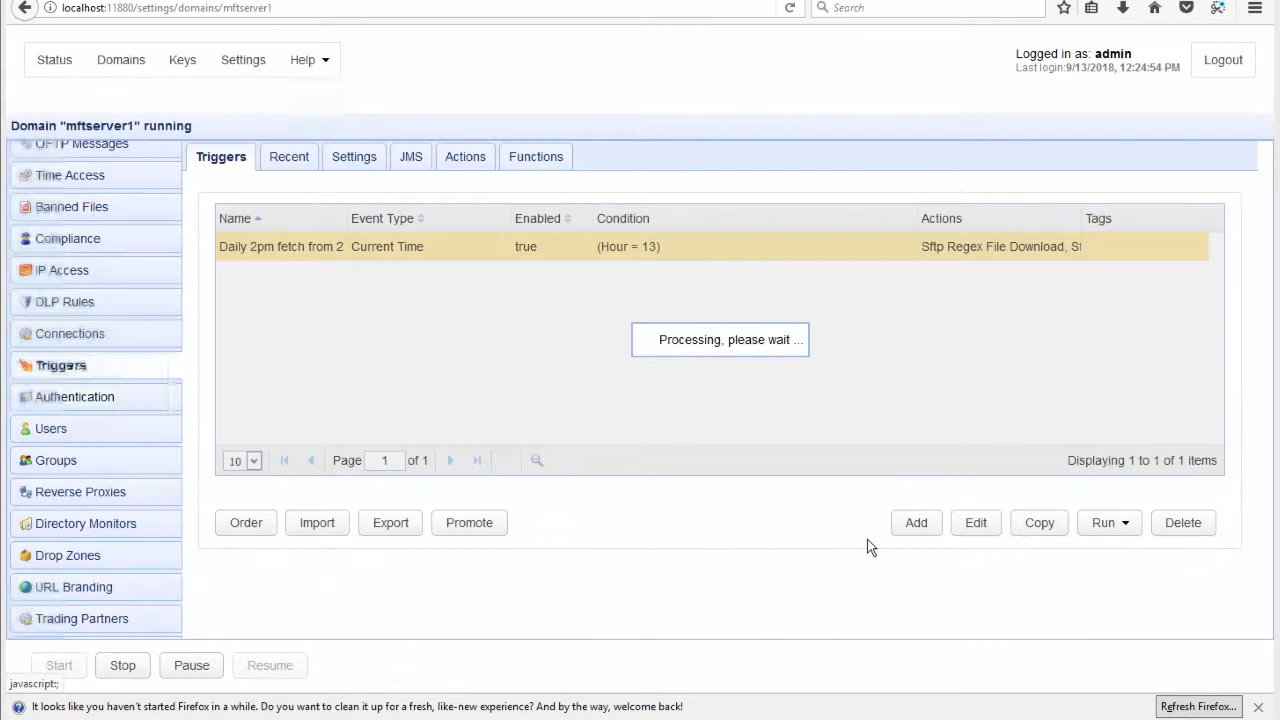 localhost:11880/settings/domains/mftserver1
Search
Status Domains Keys Settings Help
Logged in as: admin
Last login:9/13/2018, 12:24:54 PM
Logout
Domain "mftserver1" running
OFTP Messages
Time Access
Banned Files
Compliance
IP Access
DLP Rules
Connections
Triggers
Authentication
Users
Groups
Reverse Proxies
Directory Monitors
Drop Zones
URL Branding
Trading Partners
Triggers Recent Settings JMS Actions Functions
Name Event Type Enabled Condition Actions Tags
Daily 2pm fetch from 2 Current Time true (Hour = 13) Sftp Regex File Download, Sf
Processing, please wait ...
10 Page 1 of 1 Displaying 1 to 1 of 1 items
Order Import Export Promote Add Edit Copy Run Delete
Start Stop Pause Resume
javascript:;
It looks like you haven't started Firefox in a while. Do you want to clean it up for a fresh, like-new experience? And by the way, welcome back!
Refresh Firefox...